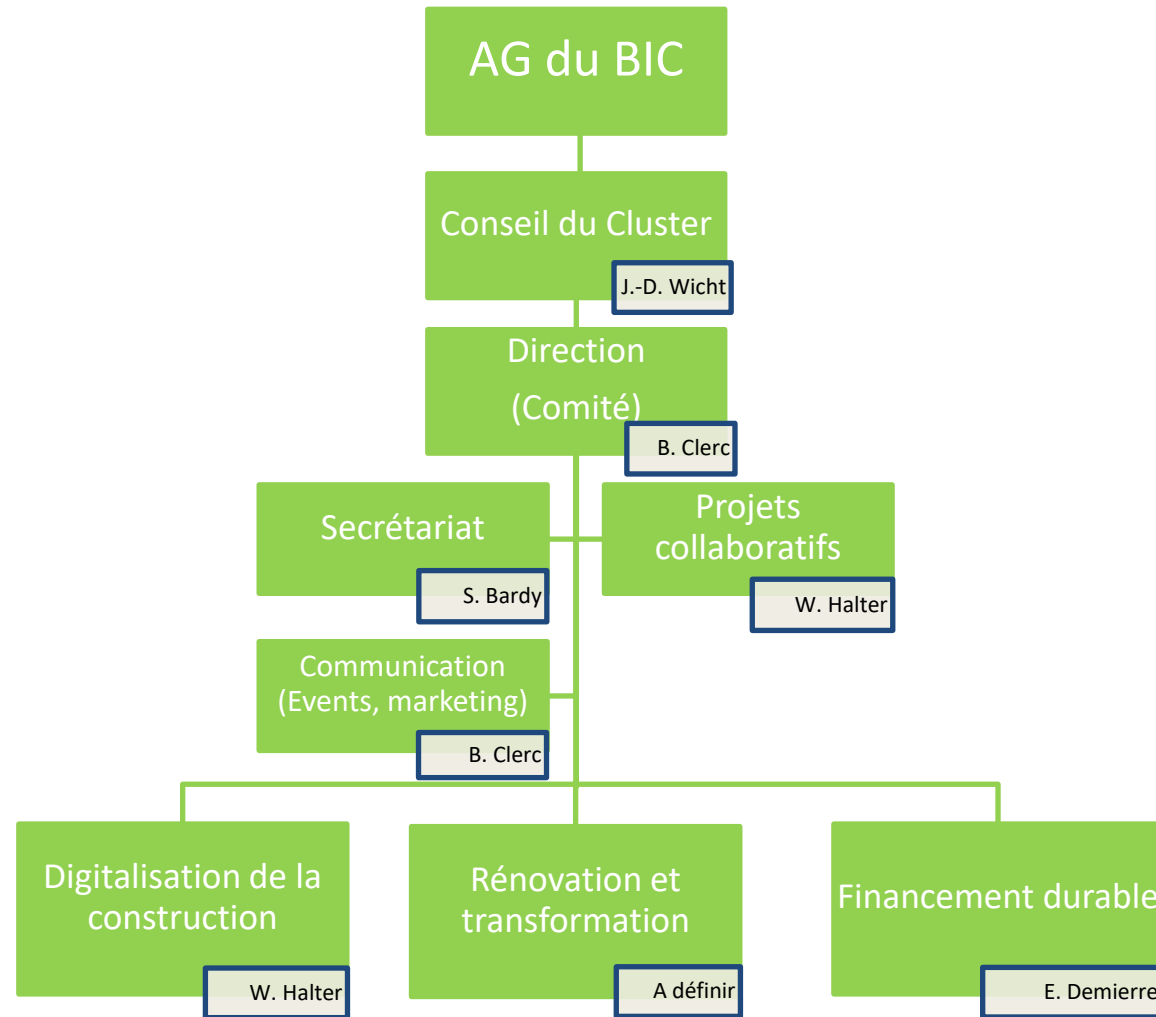 AG du BIC
Conseil du Cluster
J.-D. Wicht
Direction
(Comité)
B. Clerc
Secrétariat
S. Bardy
Projets
collaboratifs
W. Halter
Communication
(Events, marketing)
B. Clerc
Digitalisation de la
construction
W. Halter
Rénovation et
transformation
A définir
Financement durable
E. Demierre